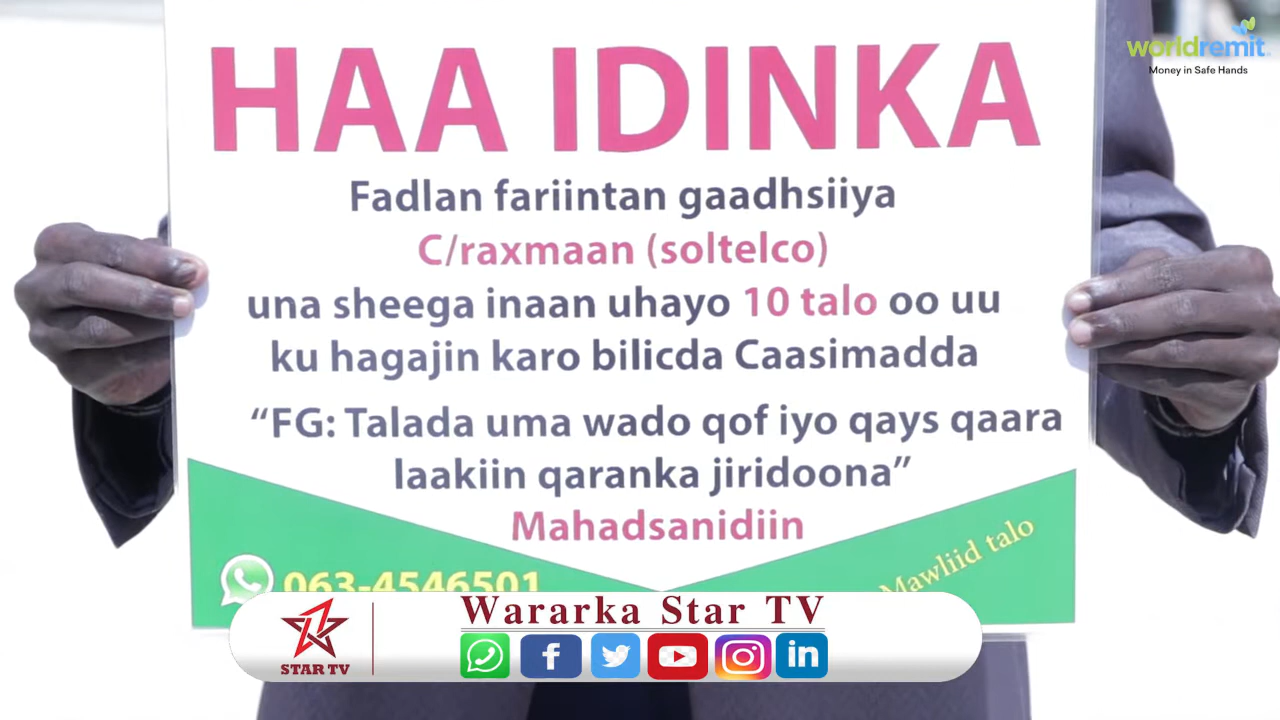 HAA IDINKA
worldremit
Money in Safe Hands
Fadlan fariintan gaadhsiiya
C/raxmaan (soltelco)
una sheega inaan uhayo 10 talo oo uu
ku hagajin karo bilicda Caasimadda
“FG: Talada uma wado qof iyo qays qaara
laakiin qaranka jiridoona”
Mahadsanidiin
063-4546501
Mawliid talo
Wararka Star TV
STAR TV